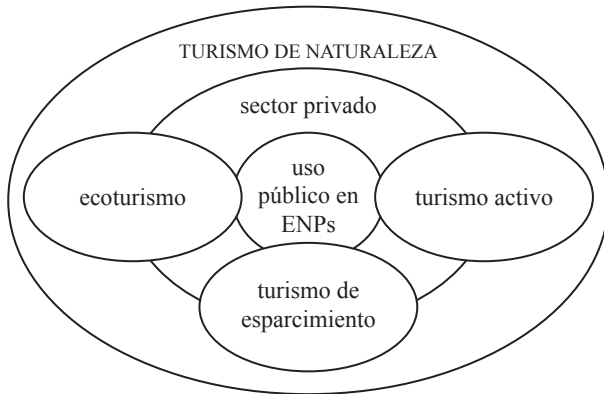 TURISMO DE NATURALEZA
sector privado
ecoturismo
uso
público en
ENPs
turismo activo
turismo de
esparcimiento